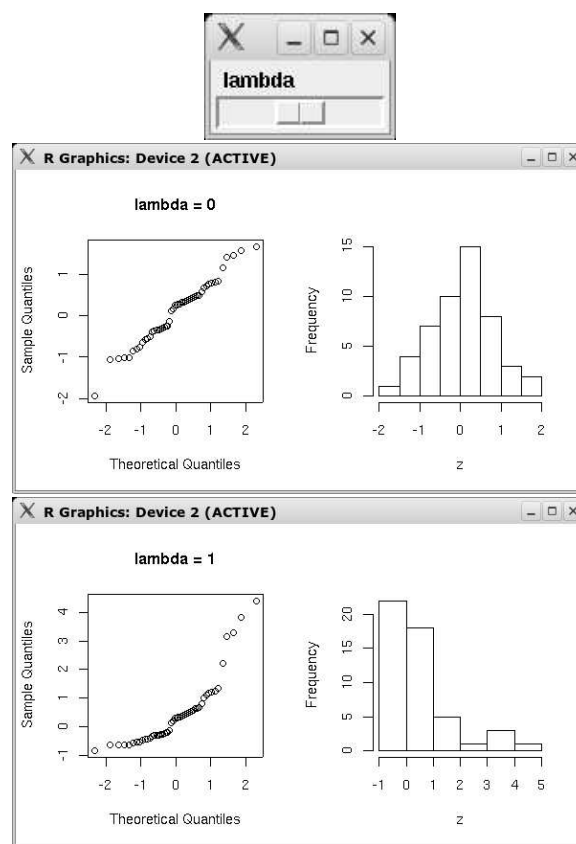 lambda
R Graphics: Device 2 (ACTIVE)
lambda = 0
Sample Quantiles
1
0
-1
-2
-2 -1 0 1 2
Theoretical Quantiles
Frequency
15
10
5
0
-2 -1 0 1 2
z
R Graphics: Device 2 (ACTIVE)
lambda = 1
Sample Quantiles
4
3
2
1
0
-1
-2 -1 0 1 2
Theoretical Quantiles
Frequency
20
15
10
5
0
-1 0 1 2 3 4 5
z